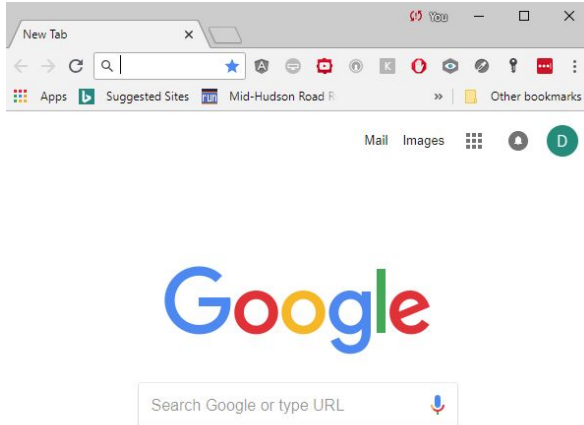 You
New Tab
Apps Suggested Sites run Mid-Hudson Road R » Other bookmarks
Mail Images D
Google
Search Google or type URL